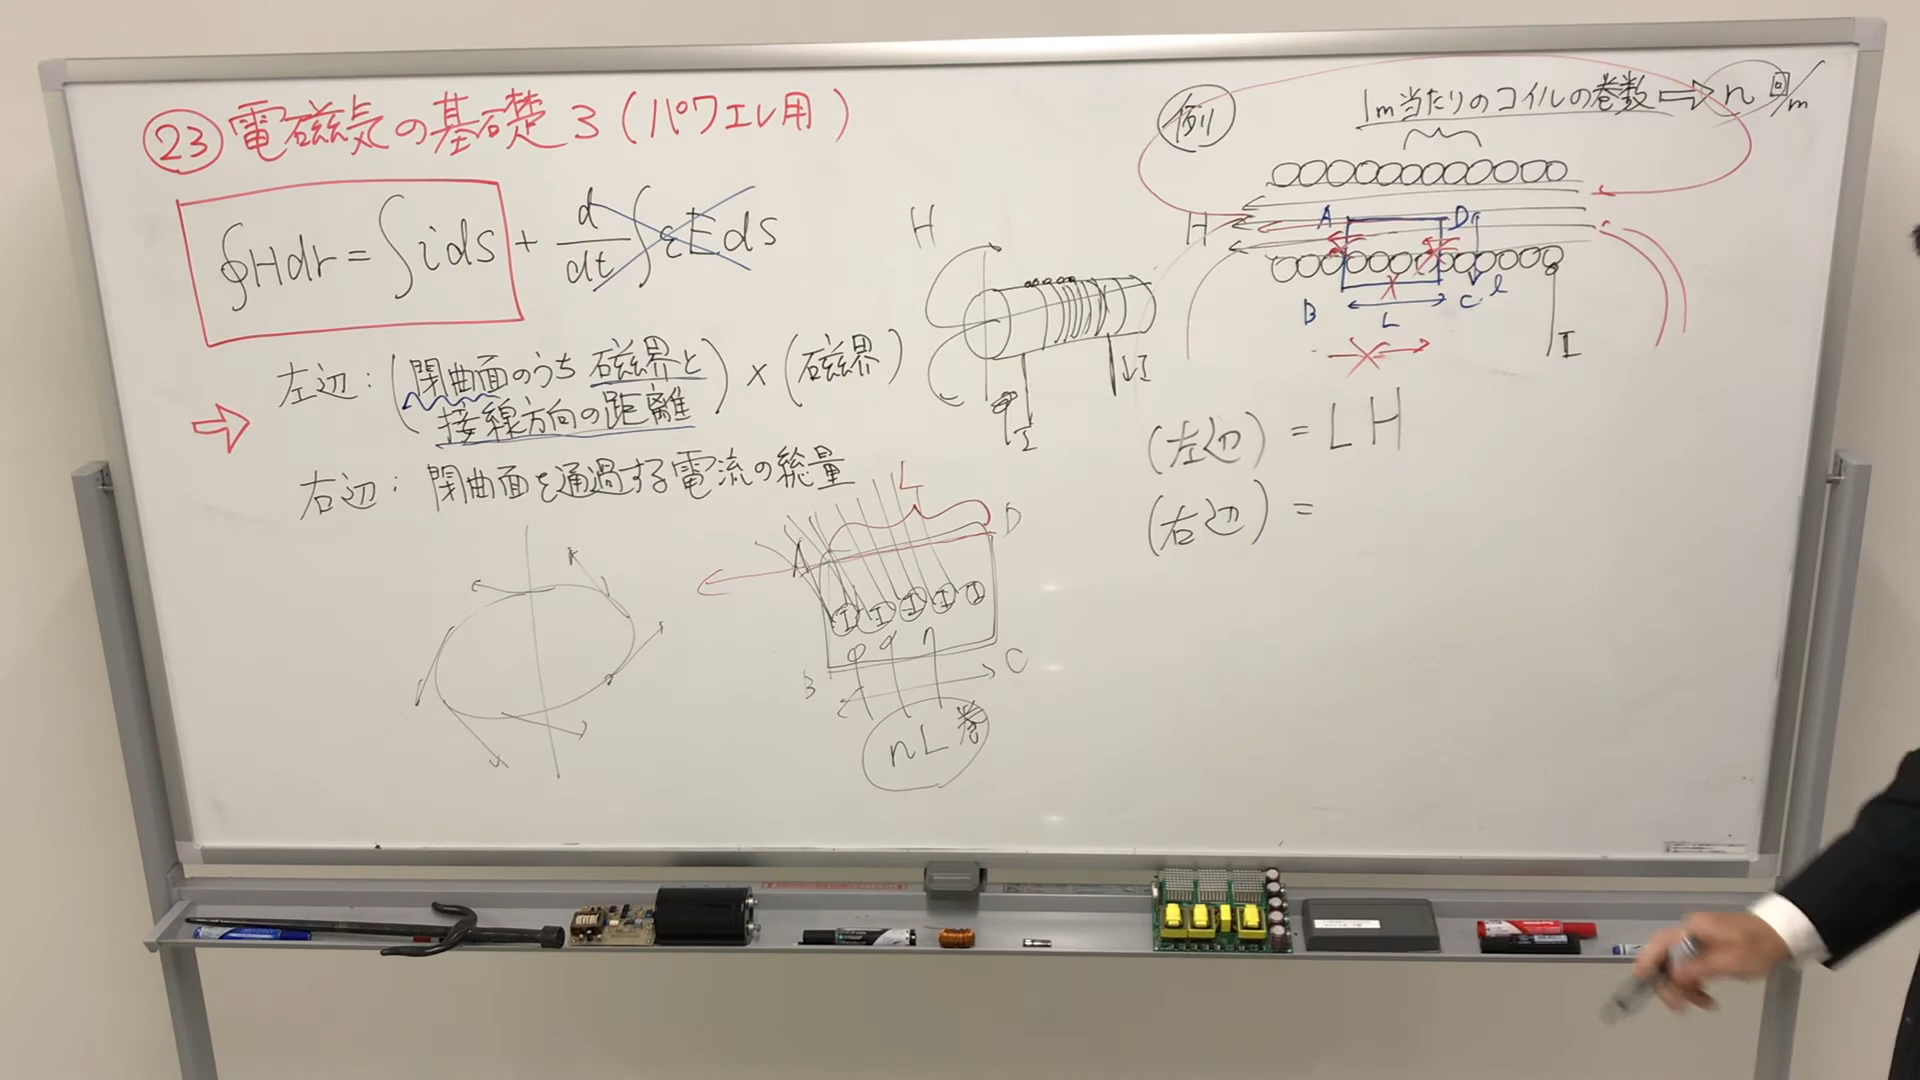 ㉓ 電磁気の基礎3(パワエレ用)
∮Hdr = ∫ids + d/dt ∫εEds
左辺:(閉曲面のうち磁界と接線方向の距離)×(磁界)
⇒
右辺:閉曲面を通過する電流の総量
H
I
↓I
A
D
L
I I I I I
B
C
nL巻
例
1m当たりのコイルの巻数 ⇒ n 回/m
H
A
D
B
L
C
l
I
(左辺) = LH
(右辺) =